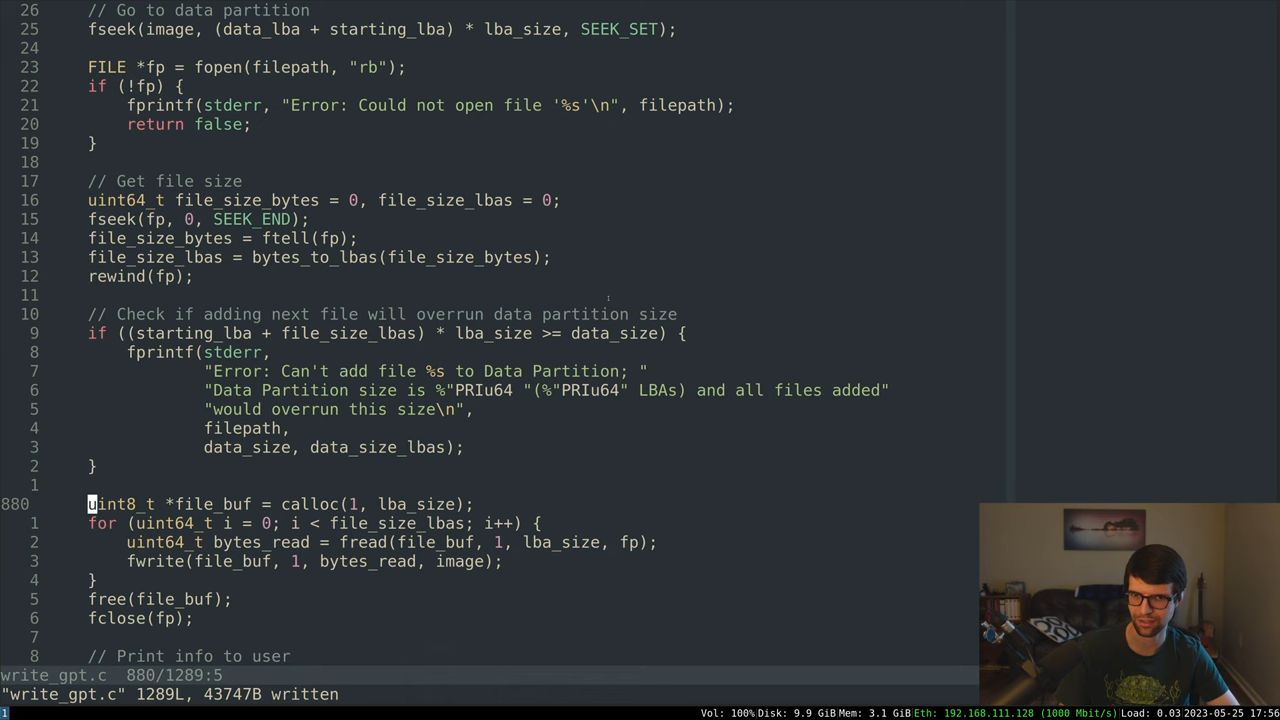 26 // Go to data partition
25 fseek(image, (data_lba + starting_lba) * lba_size, SEEK_SET);
24
23 FILE *fp = fopen(filepath, "rb");
22 if (!fp) {
21 fprintf(stderr, "Error: Could not open file '%s'\n", filepath);
20 return false;
19 }
18
17 // Get file size
16 uint64_t file_size_bytes = 0, file_size_lbas = 0;
15 fseek(fp, 0, SEEK_END);
14 file_size_bytes = ftell(fp);
13 file_size_lbas = bytes_to_lbas(file_size_bytes);
12 rewind(fp);
11
10 // Check if adding next file will overrun data partition size
9 if ((starting_lba + file_size_lbas) * lba_size >= data_size) {
8 fprintf(stderr,
7 "Error: Can't add file %s to Data Partition; "
6 "Data Partition size is %"PRIu64 "(%"PRIu64" LBAs) and all files added"
5 "would overrun this size\n",
4 filepath,
3 data_size, data_size_lbas);
2 }
1
880 uint8_t *file_buf = calloc(1, lba_size);
1 for (uint64_t i = 0; i < file_size_lbas; i++) {
2 uint64_t bytes_read = fread(file_buf, 1, lba_size, fp);
3 fwrite(file_buf, 1, bytes_read, image);
4 }
5 free(file_buf);
6 fclose(fp);
7
8 // Print info to user
write_gpt.c 880/1289:5
"write_gpt.c" 1289L, 43747B written
1 Vol: 100% Disk: 9.9 GiB Mem: 3.1 GiB Eth: 192.168.111.128 (1000 Mbit/s) Load: 0.03 2023-05-25 17:56